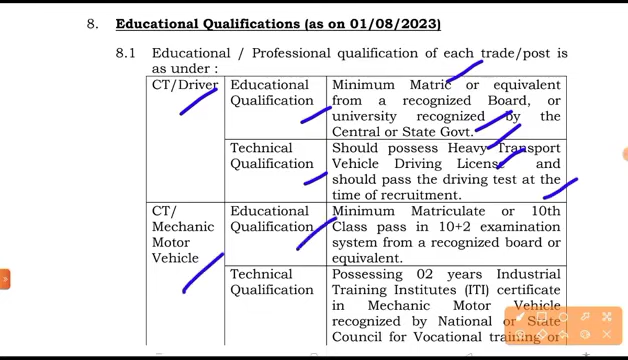 8. Educational Qualifications (as on 01/08/2023)
8.1 Educational / Professional qualification of each trade/post is
as under :
CT/Driver
Educational
Qualification
Minimum Matric or equivalent
from a recognized Board, or
university recognized by the
Central or State Govt.
Technical
Qualification
Should possess Heavy Transport
Vehicle Driving License and
should pass the driving test at the
time of recruitment.
CT/
Mechanic
Motor
Vehicle
Educational
Qualification
Minimum Matriculate or 10th
Class pass in 10+2 examination
system from a recognized board or
equivalent.
Technical
Qualification
Possessing 02 years Industrial
Training Institutes (ITI) certificate
in Mechanic Motor Vehicle
recognized by National or State
Council for Vocational training or